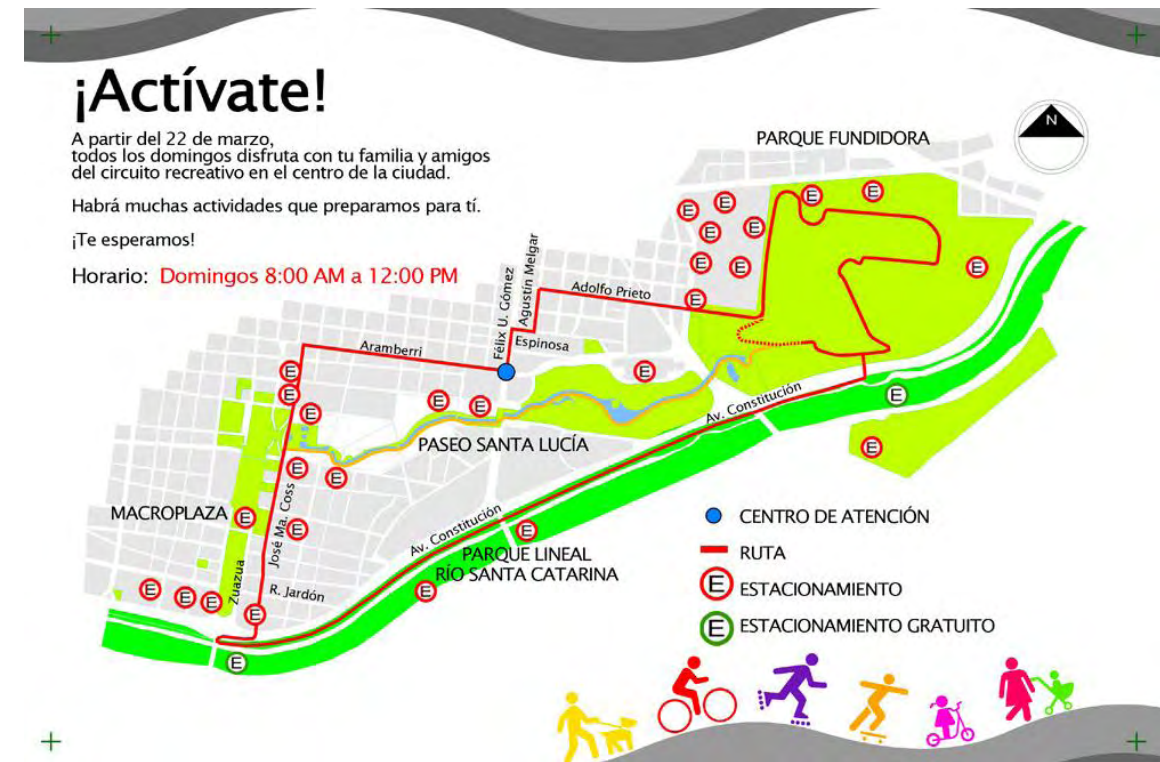 ¡Actívate!
A partir del 22 de marzo,
todos los domingos disfruta con tu familia y amigos
del circuito recreativo en el centro de la ciudad.
Habrá muchas actividades que preparamos para tí.
¡Te esperamos!
Horario: Domingos 8:00 AM a 12:00 PM
PARQUE FUNDIDORA
N
E
E
E
E
E
E
E
E
E
E
Félix U. Gómez
Agustín Melgar
Adolfo Prieto
Espinosa
Aramberri
E
E
E
E
E
E
E
Av. Constitución
PASEO SANTA LUCÍA
E
E
E
MACROPLAZA
E
José Ma. Coss
E
Av. Constitución
E
PARQUE LINEAL
RÍO SANTA CATARINA
E
Zuazua
R. Jardón
E
E
E
E
E
CENTRO DE ATENCIÓN
RUTA
E ESTACIONAMIENTO
E ESTACIONAMIENTO GRATUITO